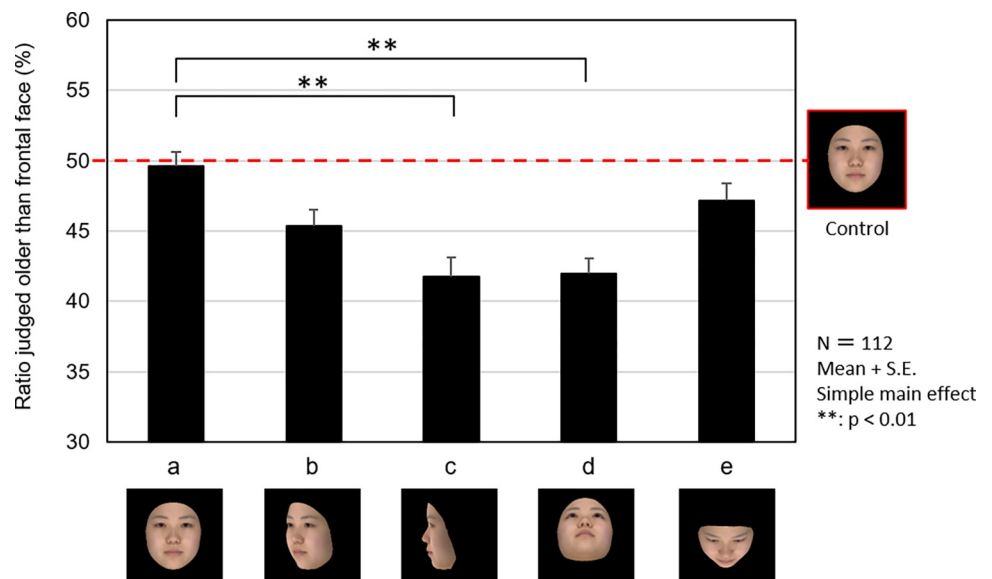 Ratio judged older than frontal face (%)
60
55
50
45
40
35
30
**
**
a
b
c
d
e
Control
N = 112
Mean + S.E.
Simple main effect
**: p < 0.01